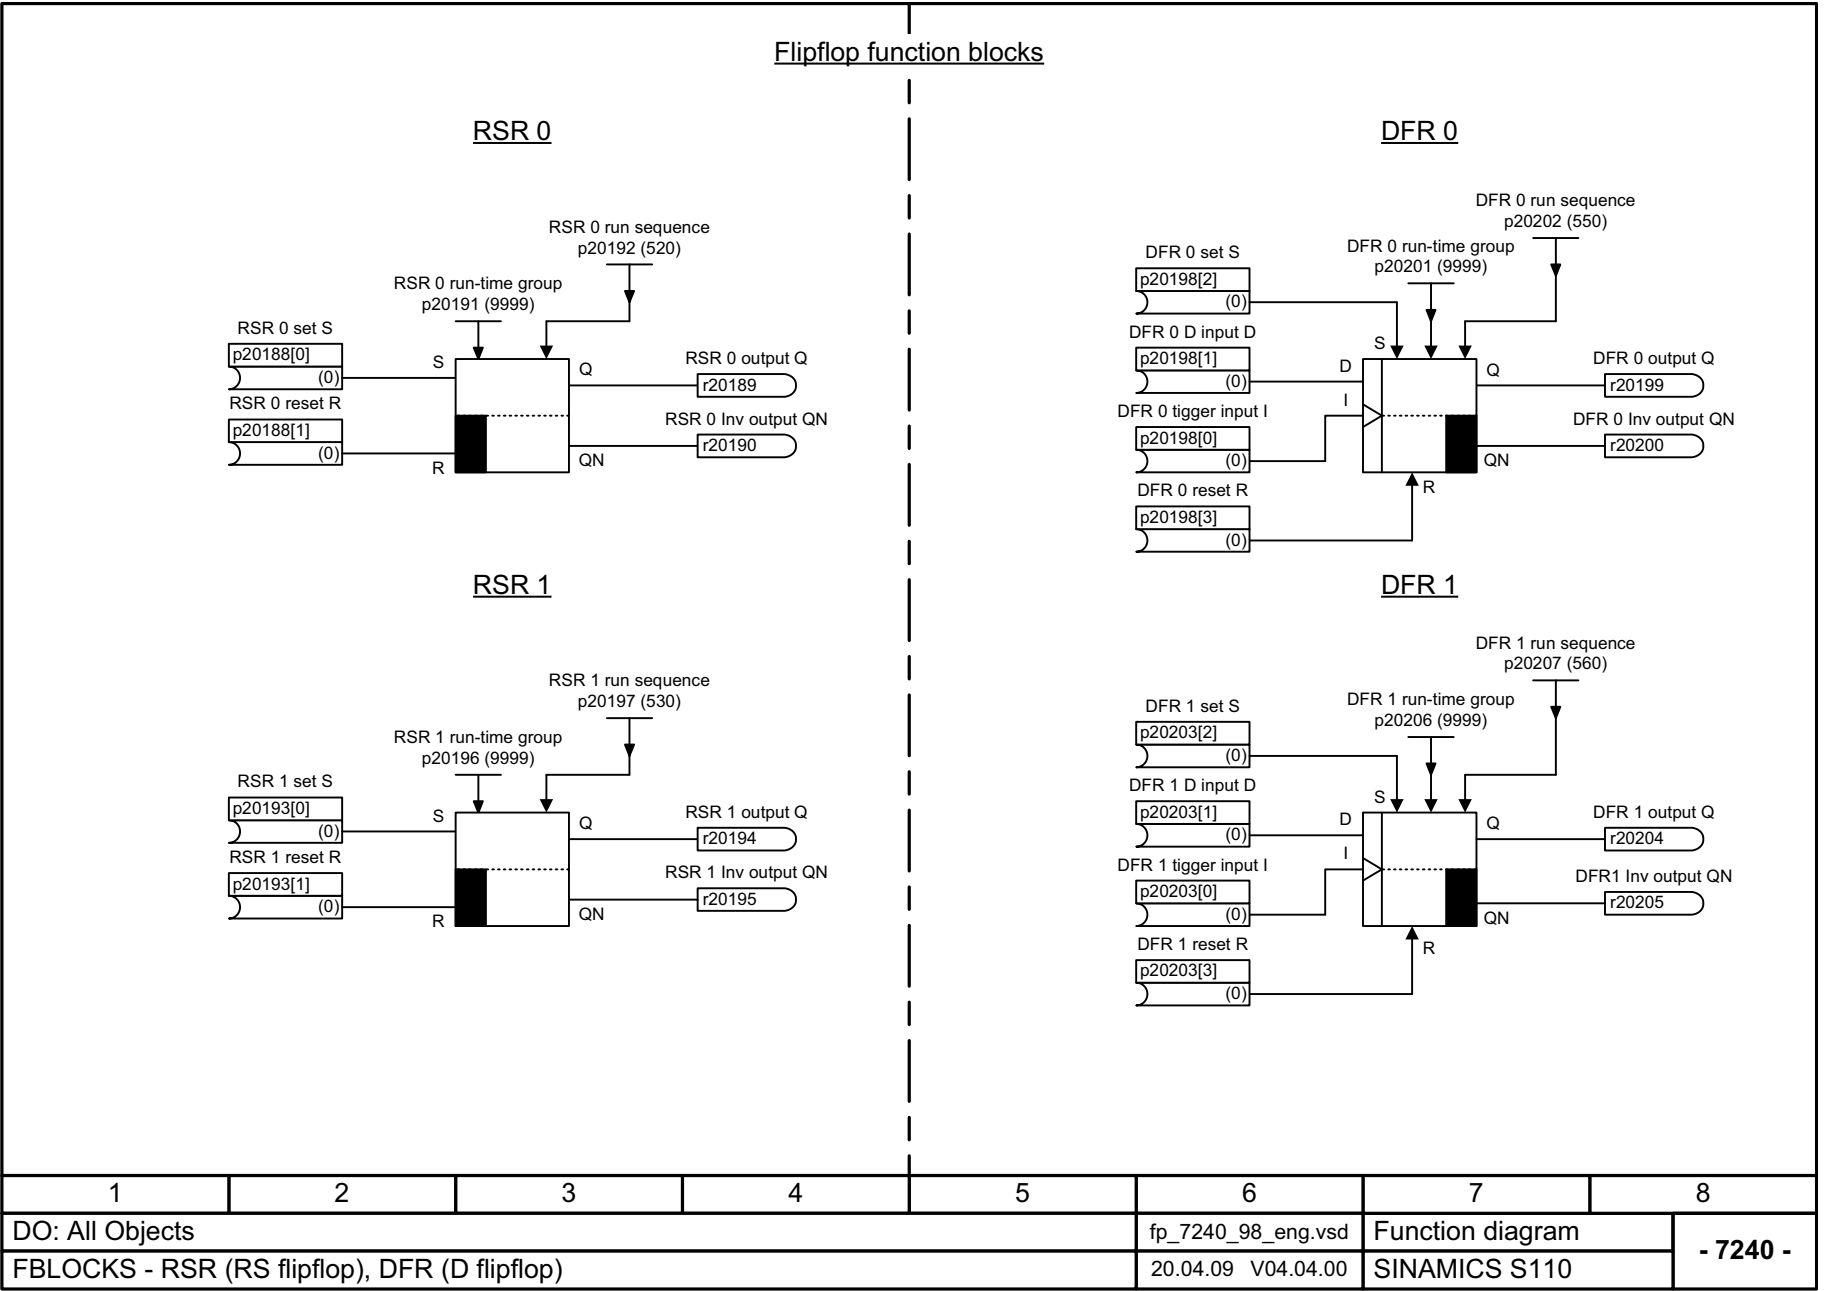 Flipflop function blocks
RSR 0
RSR 0 run sequence
p20192 (520)
RSR 0 run-time group
p20191 (9999)
RSR 0 set S
p20188[0]
(0)
RSR 0 reset R
p20188[1]
(0)
S
R
Q
QN
RSR 0 output Q
r20189
RSR 0 Inv output QN
r20190
RSR 1
RSR 1 run sequence
p20197 (530)
RSR 1 run-time group
p20196 (9999)
RSR 1 set S
p20193[0]
(0)
RSR 1 reset R
p20193[1]
(0)
S
R
Q
QN
RSR 1 output Q
r20194
RSR 1 Inv output QN
r20195
DFR 0
DFR 0 run sequence
p20202 (550)
DFR 0 run-time group
p20201 (9999)
DFR 0 set S
p20198[2]
(0)
DFR 0 D input D
p20198[1]
(0)
DFR 0 tigger input I
p20198[0]
(0)
DFR 0 reset R
p20198[3]
(0)
S
D
I
R
Q
QN
DFR 0 output Q
r20199
DFR 0 Inv output QN
r20200
DFR 1
DFR 1 run sequence
p20207 (560)
DFR 1 run-time group
p20206 (9999)
DFR 1 set S
p20203[2]
(0)
DFR 1 D input D
p20203[1]
(0)
DFR 1 tigger input I
p20203[0]
(0)
DFR 1 reset R
p20203[3]
(0)
S
D
I
R
Q
QN
DFR 1 output Q
r20204
DFR1 Inv output QN
r20205
1 2 3 4 5 6 7 8
DO: All Objects
fp_7240_98_eng.vsd
Function diagram
- 7240 -
FBLOCKS - RSR (RS flipflop), DFR (D flipflop)
20.04.09 V04.04.00
SINAMICS S110